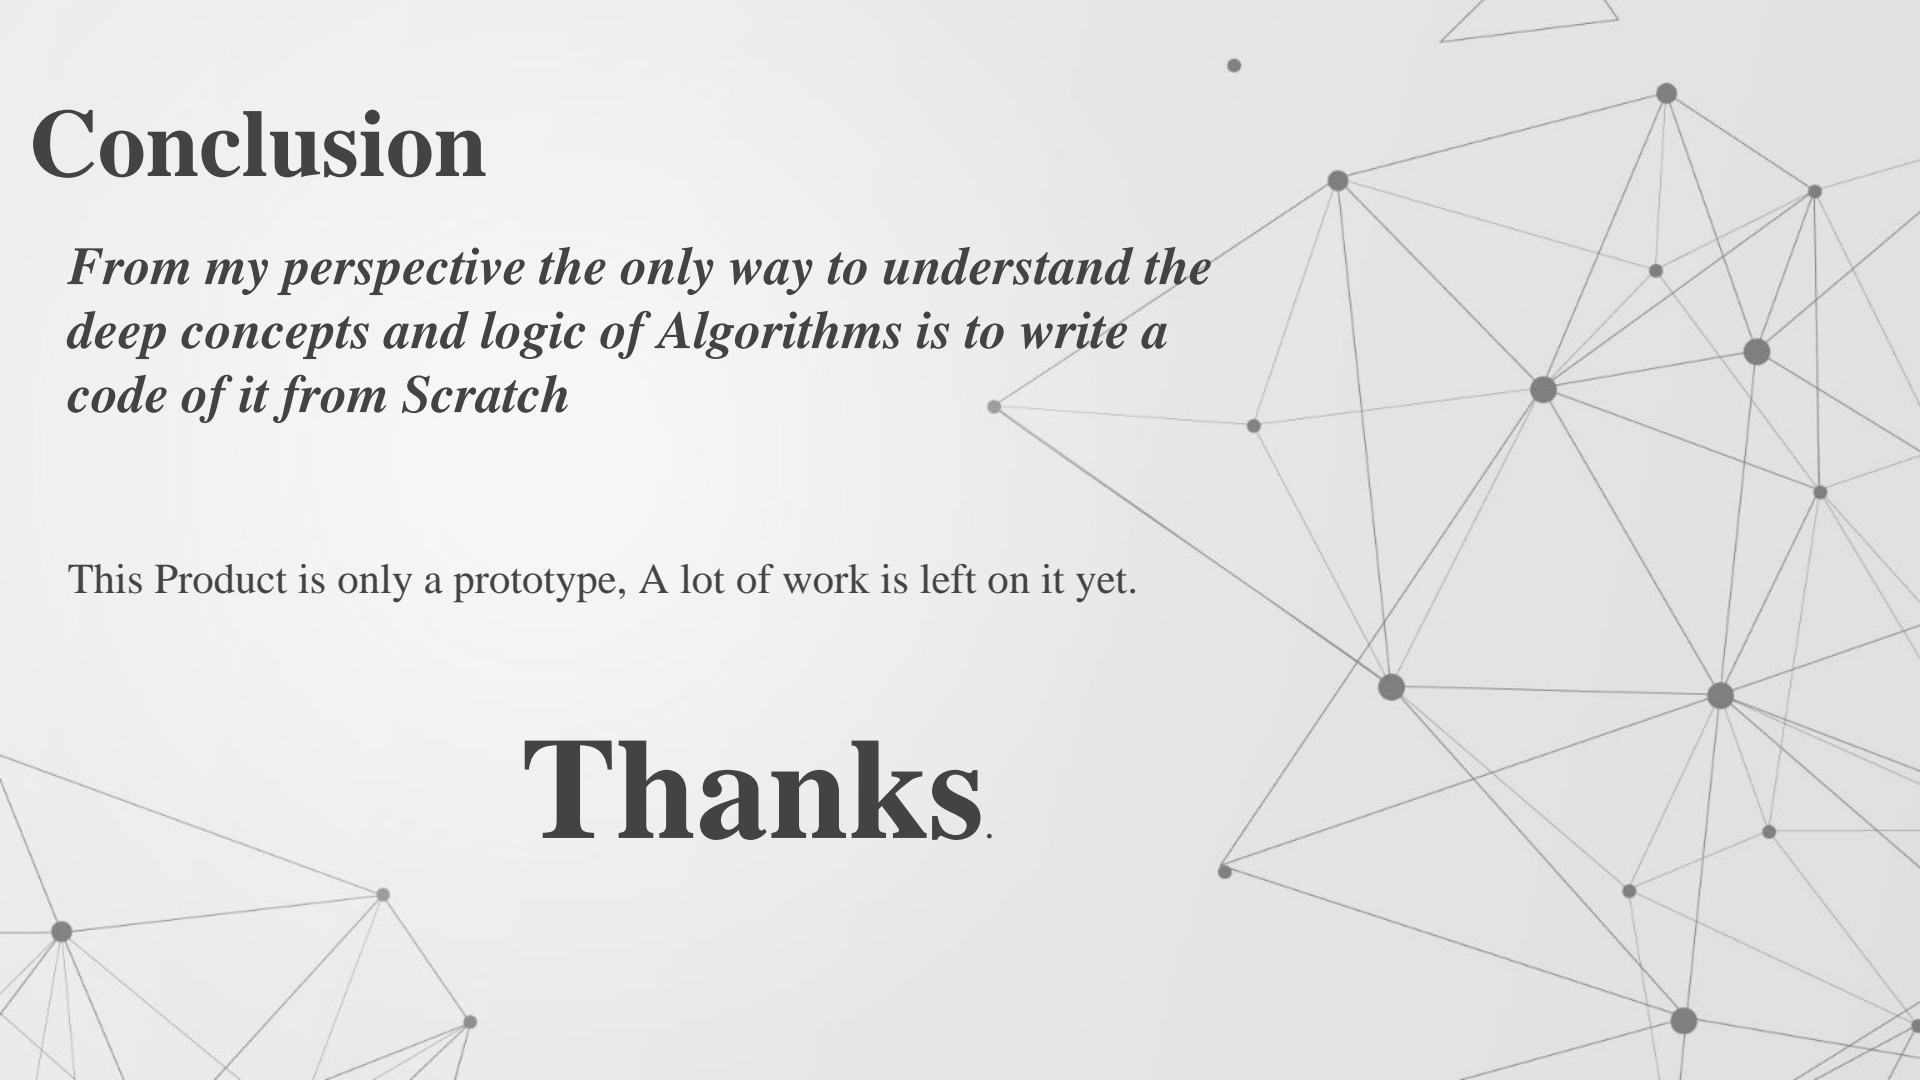 Conclusion
From my perspective the only way to understand the
deep concepts and logic of Algorithms is to write a
code of it from Scratch
This Product is only a prototype, A lot of work is left on it yet.
Thanks.